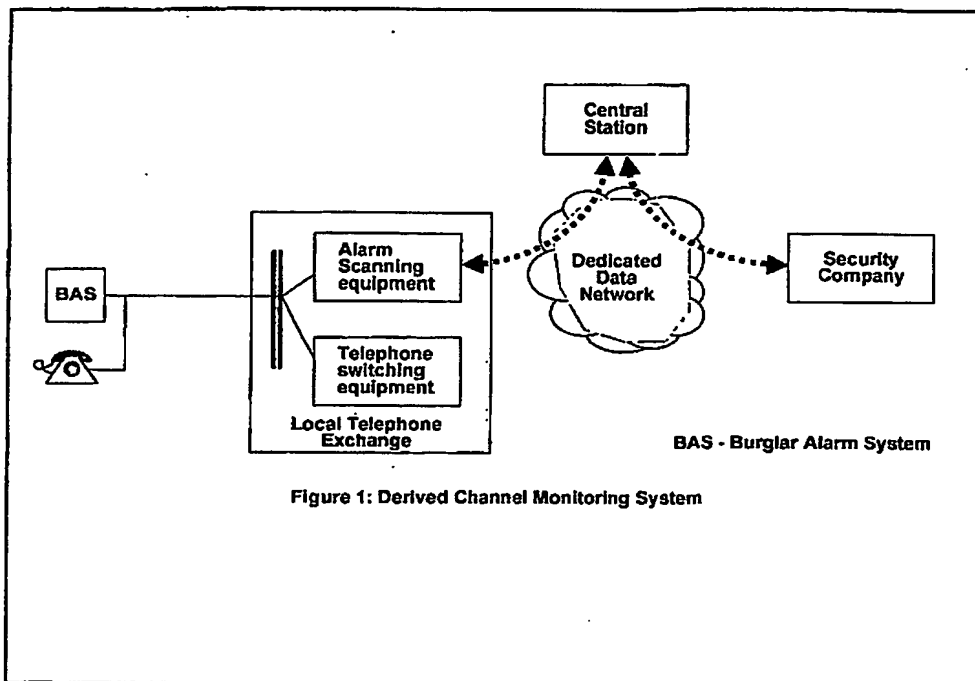 Central
Station
Alarm
Scanning
equipment
Dedicated
Data
Network
Security
Company
BAS
Telephone
switching
equipment
Local Telephone
Exchange
BAS - Burglar Alarm System
Figure 1: Derived Channel Monitoring System